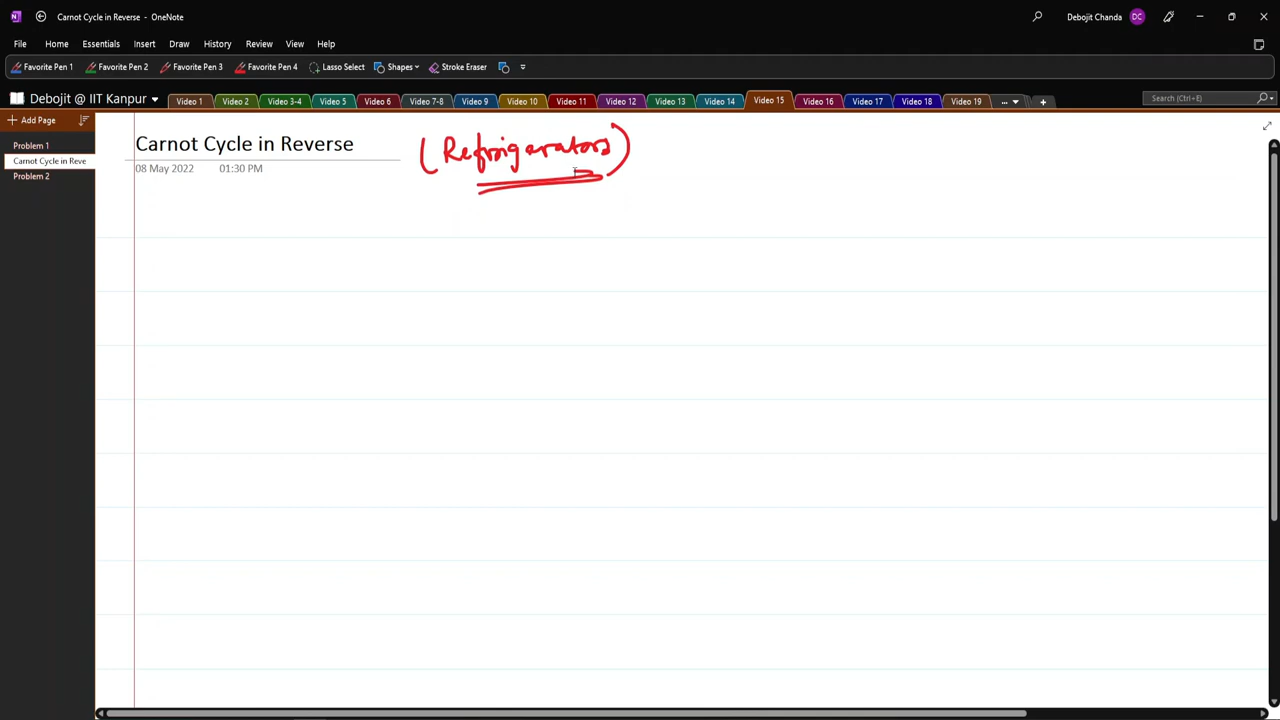 Carnot Cycle in Reverse - OneNote
Debojit Chanda DC
File Home Essentials Insert Draw History Review View Help
Favorite Pen 1 Favorite Pen 2 Favorite Pen 3 Favorite Pen 4 Lasso Select Shapes Stroke Eraser
Debojit @ IIT Kanpur Video 1 Video 2 Video 3-4 Video 5 Video 6 Video 7-8 Video 9 Video 10 Video 11 Video 12 Video 13 Video 14 Video 15 Video 16 Video 17 Video 18 Video 19 ... + Search (Ctrl+E)
+ Add Page
Problem 1
Carnot Cycle in Reve
Problem 2
Carnot Cycle in Reverse (Refrigerators)
08 May 2022 01:30 PM